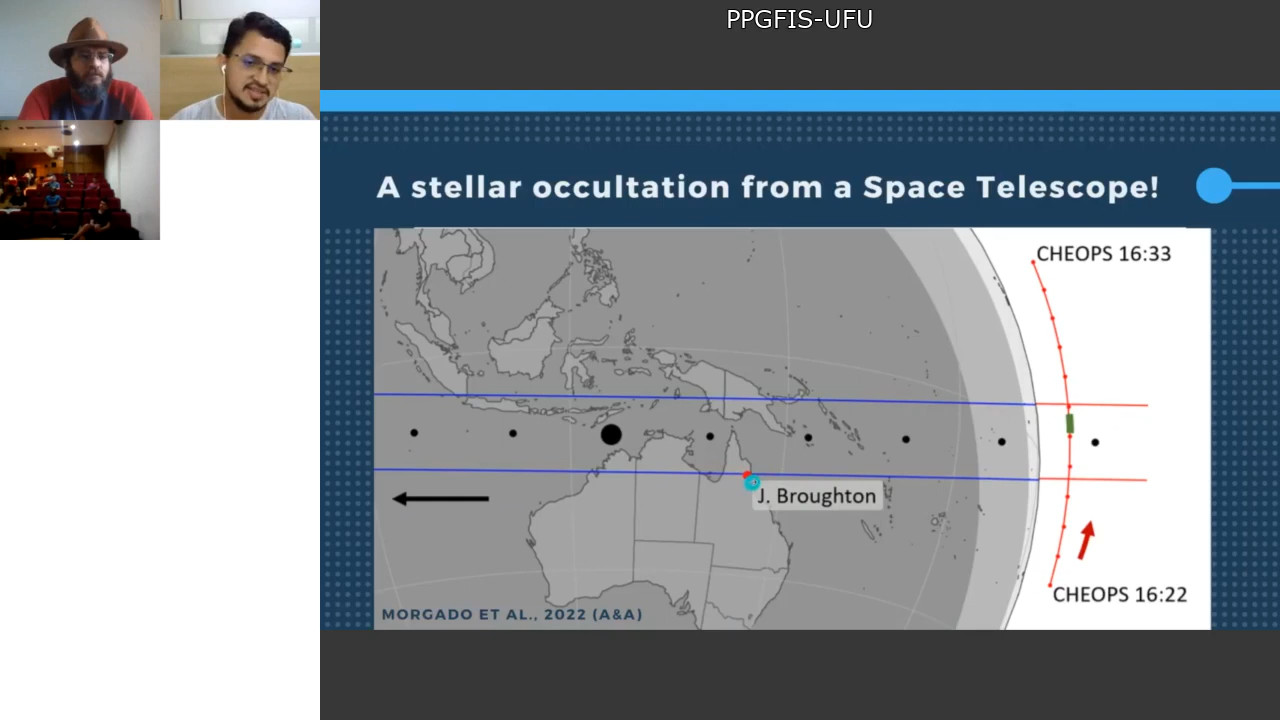 PPGFIS-UFU
A stellar occultation from a Space Telescope!
CHEOPS 16:33
J. Broughton
CHEOPS 16:22
MORGADO ET AL., 2022 (A&A)